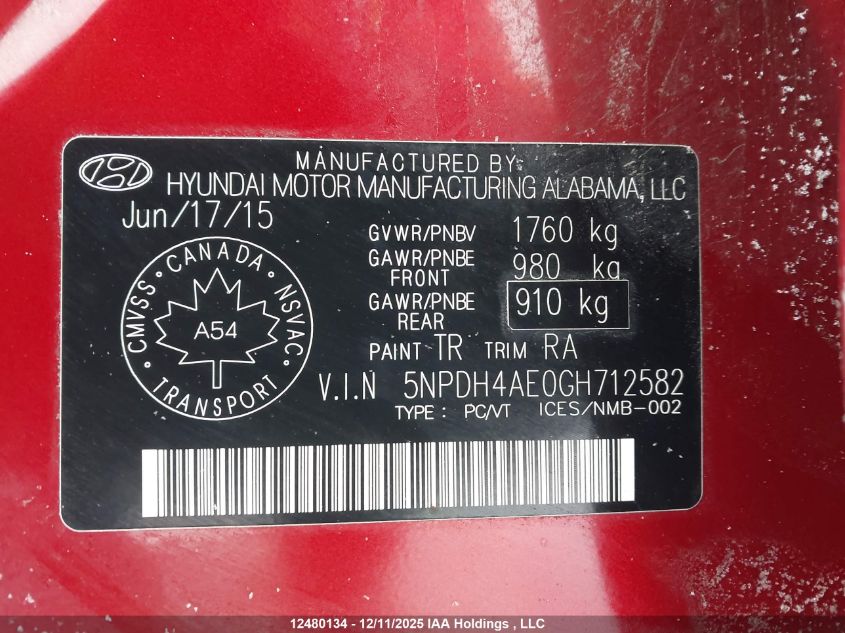 MANUFACTURED BY:
HYUNDAI MOTOR MANUFACTURING ALABAMA, LLC
Jun/17/15
GVWR/PNBV 1760 kg
GAWR/PNBE FRONT 980 kg
GAWR/PNBE REAR 910 kg
PAINT TR TRIM RA
CMVSS • CANADA • NSVAC • TRANSPORT •
A54
V.I.N 5NPDH4AE0GH712582
TYPE: PC/VT ICES/NMB-002
12480134 - 12/11/2025 IAA Holdings , LLC